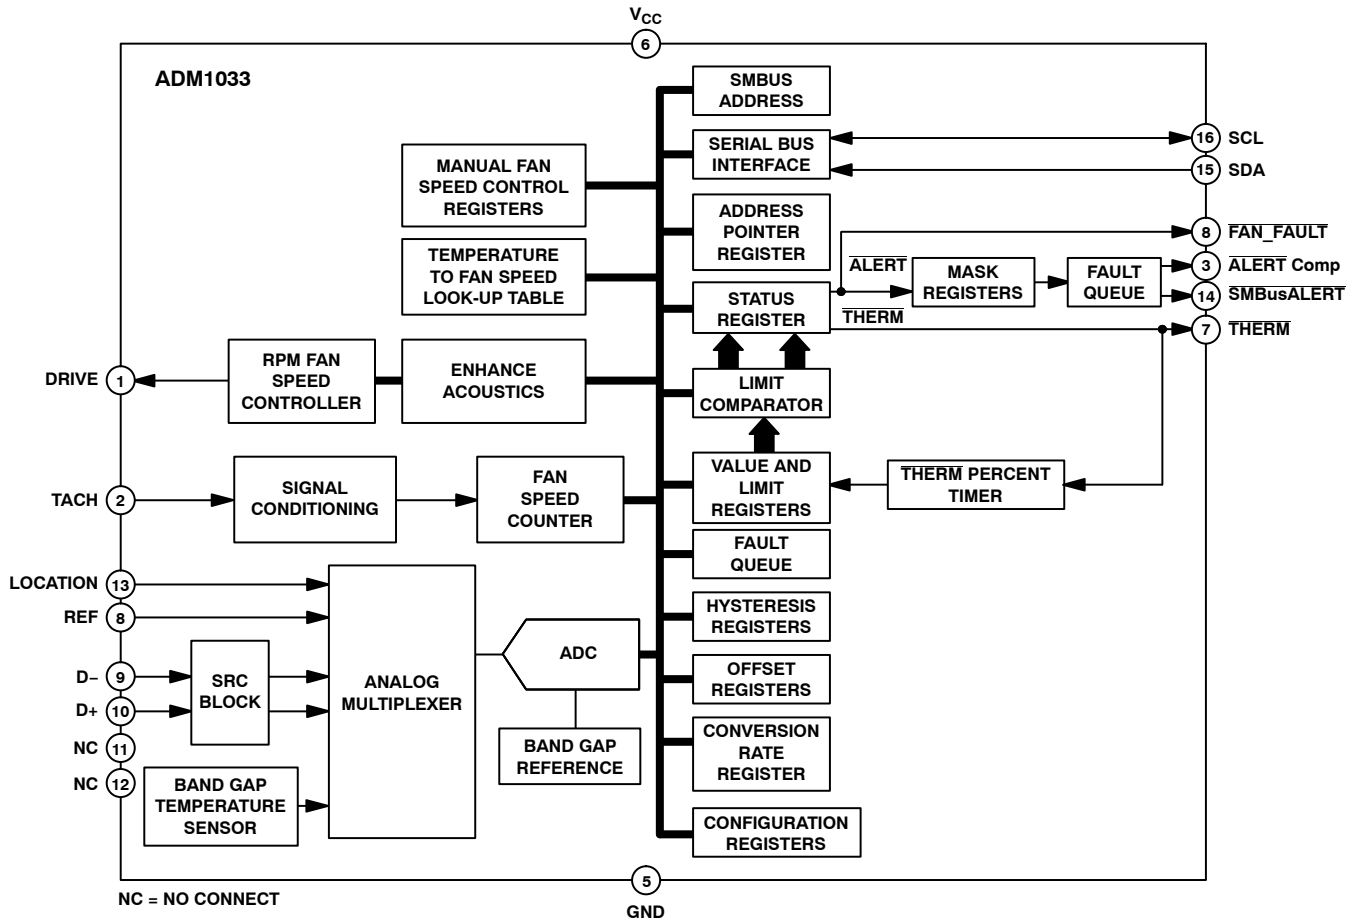 VCC
6
ADM1033
SMBUS
ADDRESS
SERIAL BUS
INTERFACE
16 SCL
15 SDA
MANUAL FAN
SPEED CONTROL
REGISTERS
ADDRESS
POINTER
REGISTER
8 FAN_FAULT
TEMPERATURE
TO FAN SPEED
LOOK-UP TABLE
ALERT
MASK
REGISTERS
FAULT
QUEUE
3 ALERT Comp
14 SMBusALERT
STATUS
REGISTER
THERM
7 THERM
DRIVE 1
RPM FAN
SPEED
CONTROLLER
ENHANCE
ACOUSTICS
LIMIT
COMPARATOR
TACH 2
SIGNAL
CONDITIONING
FAN
SPEED
COUNTER
VALUE AND
LIMIT
REGISTERS
THERM PERCENT
TIMER
FAULT
QUEUE
LOCATION 13
REF 8
HYSTERESIS
REGISTERS
D− 9
D+ 10
SRC
BLOCK
ANALOG
MULTIPLEXER
ADC
OFFSET
REGISTERS
NC 11
NC 12
BAND GAP
REFERENCE
CONVERSION
RATE
REGISTER
BAND GAP
TEMPERATURE
SENSOR
CONFIGURATION
REGISTERS
5
GND
NC = NO CONNECT